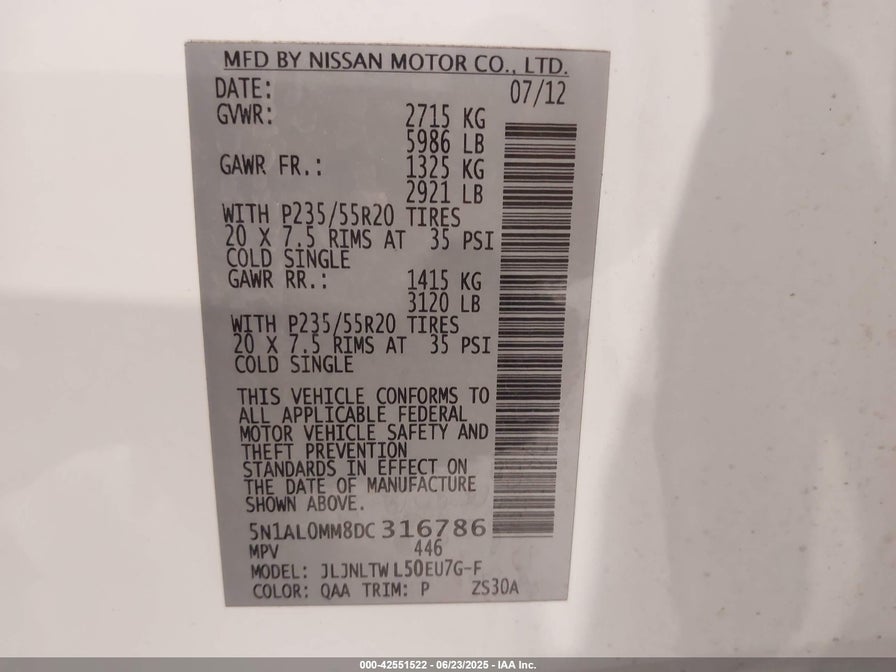 MFD BY NISSAN MOTOR CO., LTD.
DATE: 07/12
GVWR: 2715 KG
5986 LB
GAWR FR.: 1325 KG
2921 LB
WITH P235/55R20 TIRES
20 X 7.5 RIMS AT 35 PSI
COLD SINGLE
GAWR RR.: 1415 KG
3120 LB
WITH P235/55R20 TIRES
20 X 7.5 RIMS AT 35 PSI
COLD SINGLE
THIS VEHICLE CONFORMS TO
ALL APPLICABLE FEDERAL
MOTOR VEHICLE SAFETY AND
THEFT PREVENTION
STANDARDS IN EFFECT ON
THE DATE OF MANUFACTURE
SHOWN ABOVE.
5N1AL0MM8DC316786
MPV 446
MODEL: JLJNLTWL50EU7G-F
COLOR: QAA TRIM: P ZS30A
000-42551522 - 06/23/2025 - IAA Inc.